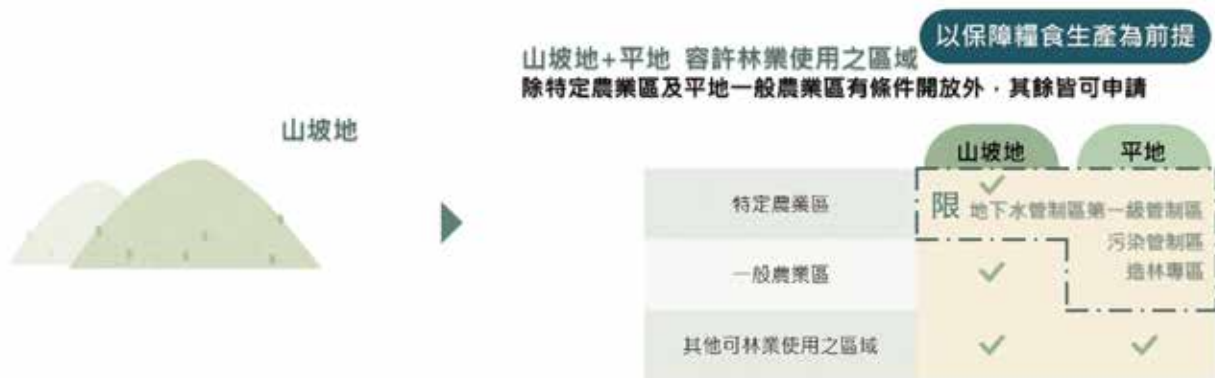 以保障糧食生產為前提
山坡地+平地 容許林業使用之區域
除特定農業區及平地一般農業區有條件開放外，其餘皆可申請
山坡地
山坡地 平地
特定農業區
限 地下水管制區第一級管制區
污染管制區
造林專區
一般農業區
其他可林業使用之區域